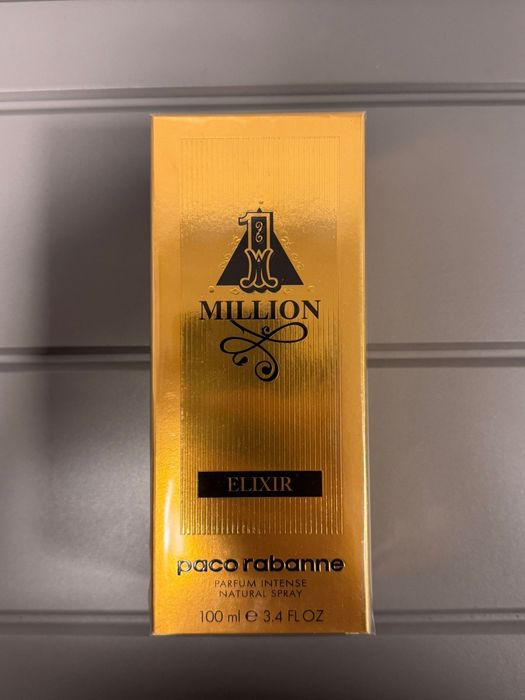 1
MILLION
ELIXIR
paco rabanne
PARFUM INTENSE
NATURAL SPRAY
100 ml ℮ 3.4 FL OZ